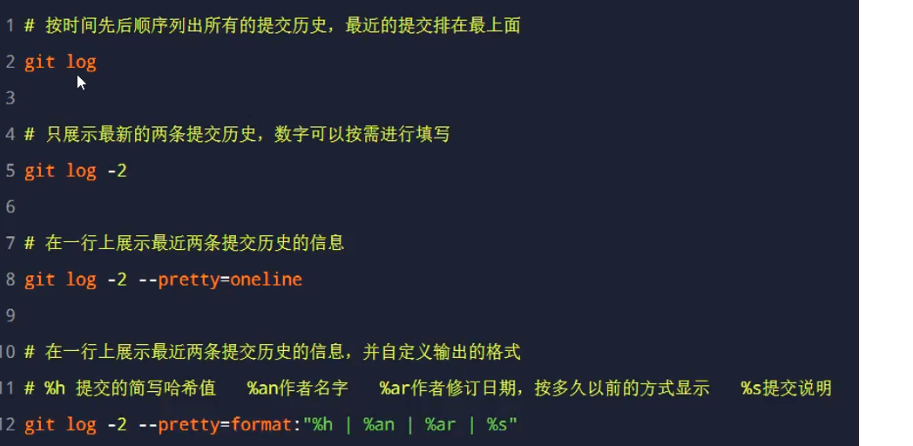 1 # 按时间先后顺序列出所有的提交历史，最近的提交排在最上面
2 git log
3
4 # 只展示最新的两条提交历史，数字可以按需进行填写
5 git log -2
6
7 # 在一行上展示最近两条提交历史的信息
8 git log -2 --pretty=oneline
9
10 # 在一行上展示最近两条提交历史的信息，并自定义输出的格式
11 # %h 提交的简写哈希值 %an作者名字 %ar作者修订日期，按多久以前的方式显示 %s提交说明
12 git log -2 --pretty=format:"%h | %an | %ar | %s"